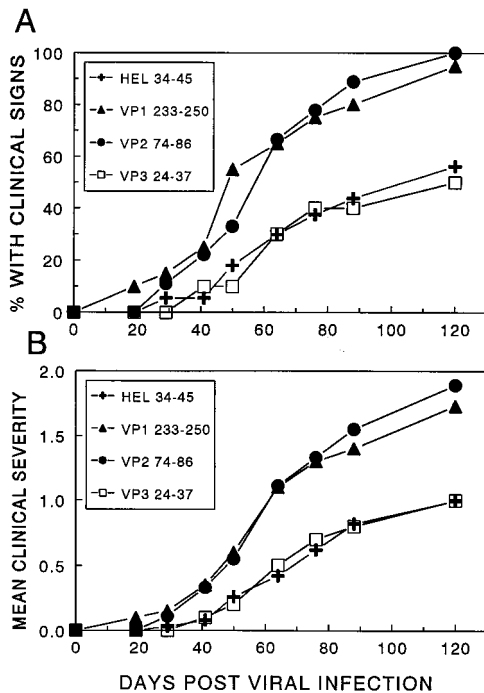 A
% WITH CLINICAL SIGNS
100
80
60
40
20
0
HEL 34-45
VP1 233-250
VP2 74-86
VP3 24-37
0 20 40 60 80 100 120
B
MEAN CLINICAL SEVERITY
2.0
1.5
1.0
0.5
0.0
HEL 34-45
VP1 233-250
VP2 74-86
VP3 24-37
0 20 40 60 80 100 120
DAYS POST VIRAL INFECTION